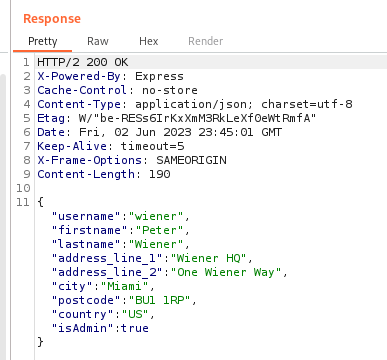 Response
Pretty Raw Hex Render
1 HTTP/2 200 OK
2 X-Powered-By: Express
3 Cache-Control: no-store
4 Content-Type: application/json; charset=utf-8
5 Etag: W/"be-RESs6IrKxXmM3RkLeXfOeWtRmfA"
6 Date: Fri, 02 Jun 2023 23:45:01 GMT
7 Keep-Alive: timeout=5
8 X-Frame-Options: SAMEORIGIN
9 Content-Length: 190
10
11 {
"username":"wiener",
"firstname":"Peter",
"lastname":"Wiener",
"address_line_1":"Wiener HQ",
"address_line_2":"One Wiener Way",
"city":"Miami",
"postcode":"BU1 1RP",
"country":"US",
"isAdmin":true
}